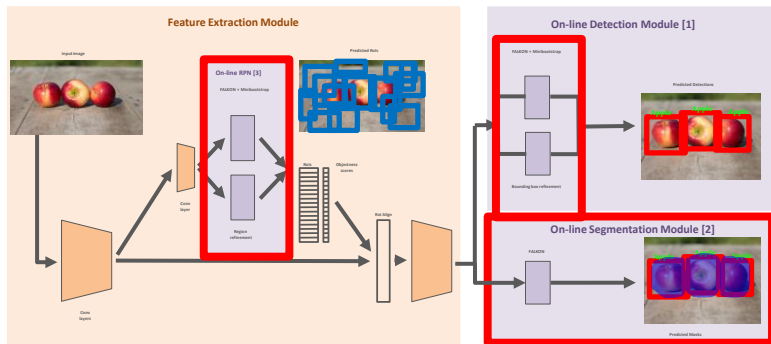 Feature Extraction Module
Input image
On-line RPN [3]
FALKON + Minibootstrap
Region
refinement
Predicted RoIs
Conv
layer
Conv
layers
RoIs
Objectness
scores
RoI Align
On-line Detection Module [1]
FALKON + Minibootstrap
Bounding box refinement
Predicted Detections
On-line Segmentation Module [2]
FALKON
Predicted Masks